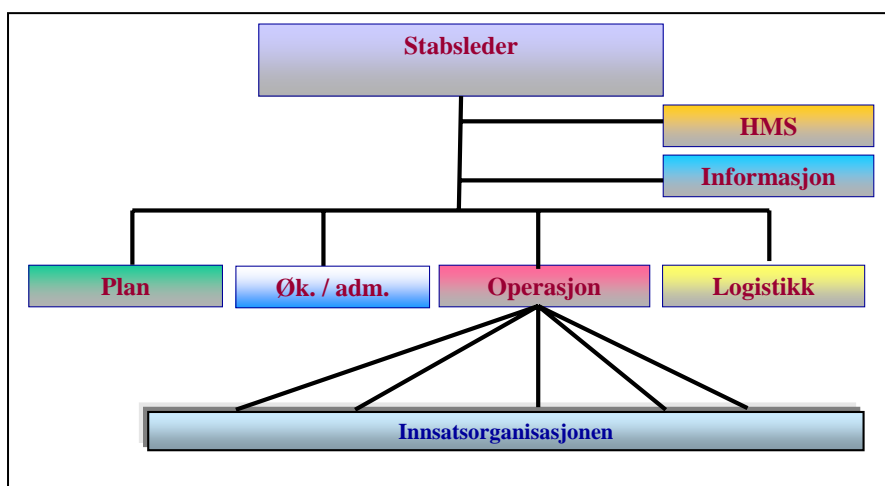 Stabsleder
HMS
Informasjon
Plan
Øk. / adm.
Operasjon
Logistikk
Innsatsorganisasjonen